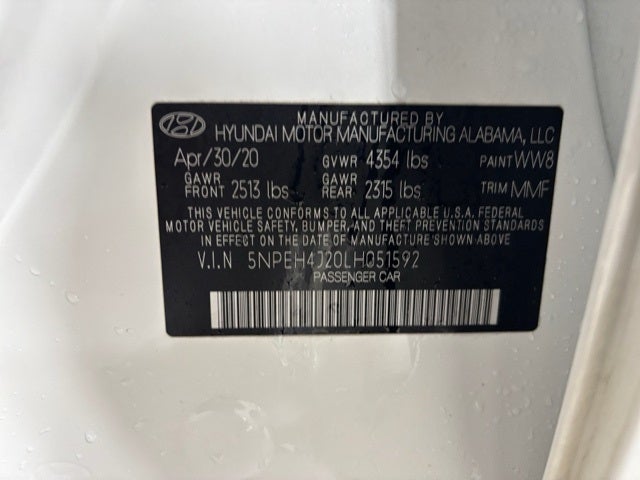 MANUFACTURED BY
HYUNDAI MOTOR MANUFACTURING ALABAMA, LLC
Apr/30/20 GVWR 4354 lbs PAINT WW8
GAWR FRONT 2513 lbs GAWR REAR 2315 lbs TRIM MMF
THIS VEHICLE CONFORMS TO ALL APPLICABLE U.S.A. FEDERAL
MOTOR VEHICLE SAFETY, BUMPER, AND THEFT PREVENTION STANDARDS
IN EFFECT ON THE DATE OF MANUFACTURE SHOWN ABOVE
V.I.N 5NPEH4J20LH051592
PASSENGER CAR